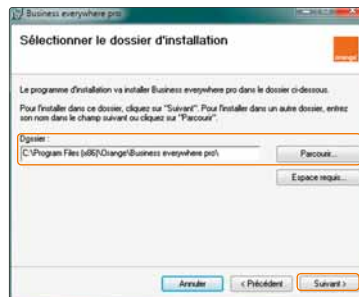 Business everywhere pro
Sélectionner le dossier d'installation
orange
Le programme d'installation va installer Business everywhere pro dans le dossier ci-dessous.
Pour l'installer dans ce dossier, cliquez sur "Suivant". Pour l'installer dans un autre dossier, entrez
son nom dans le champ suivant ou cliquez sur "Parcourir".
Dossier :
C:\Program Files (x86)\Orange\Business everywhere pro\
Parcourir...
Espace requis...
Annuler
< Précédent
Suivant >